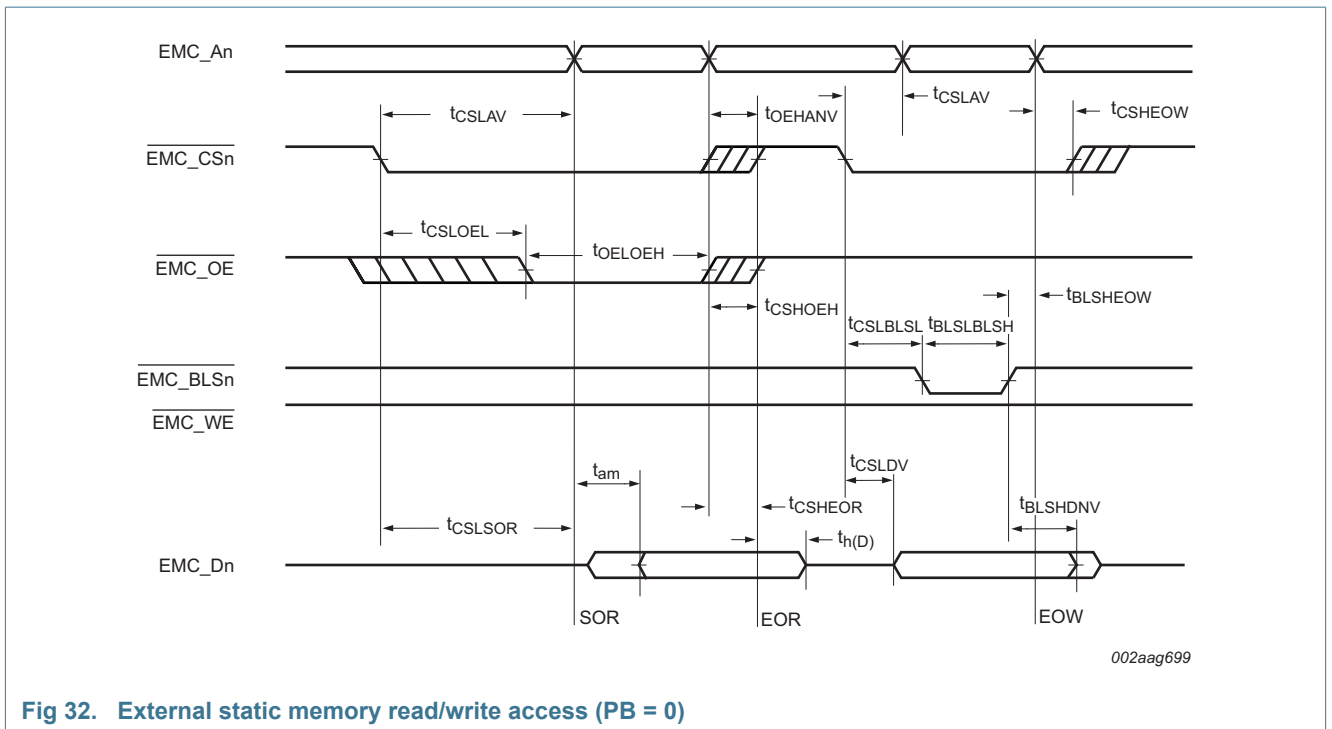 EMC_An
tCSLAV
tOEHANV
tCSLAV
tCSHEOW
EMC_CSn
tCSLOEL
tOELOEH
EMC_OE
tCSHOEH
tBLSHEOW
tCSLBLSL
tBLSLBLSH
EMC_BLSn
EMC_WE
tam
tCSLDV
tCSLSOR
tCSHEOR
tBLSHDNV
th(D)
EMC_Dn
SOR
EOR
EOW
002aag699
Fig 32. External static memory read/write access (PB = 0)